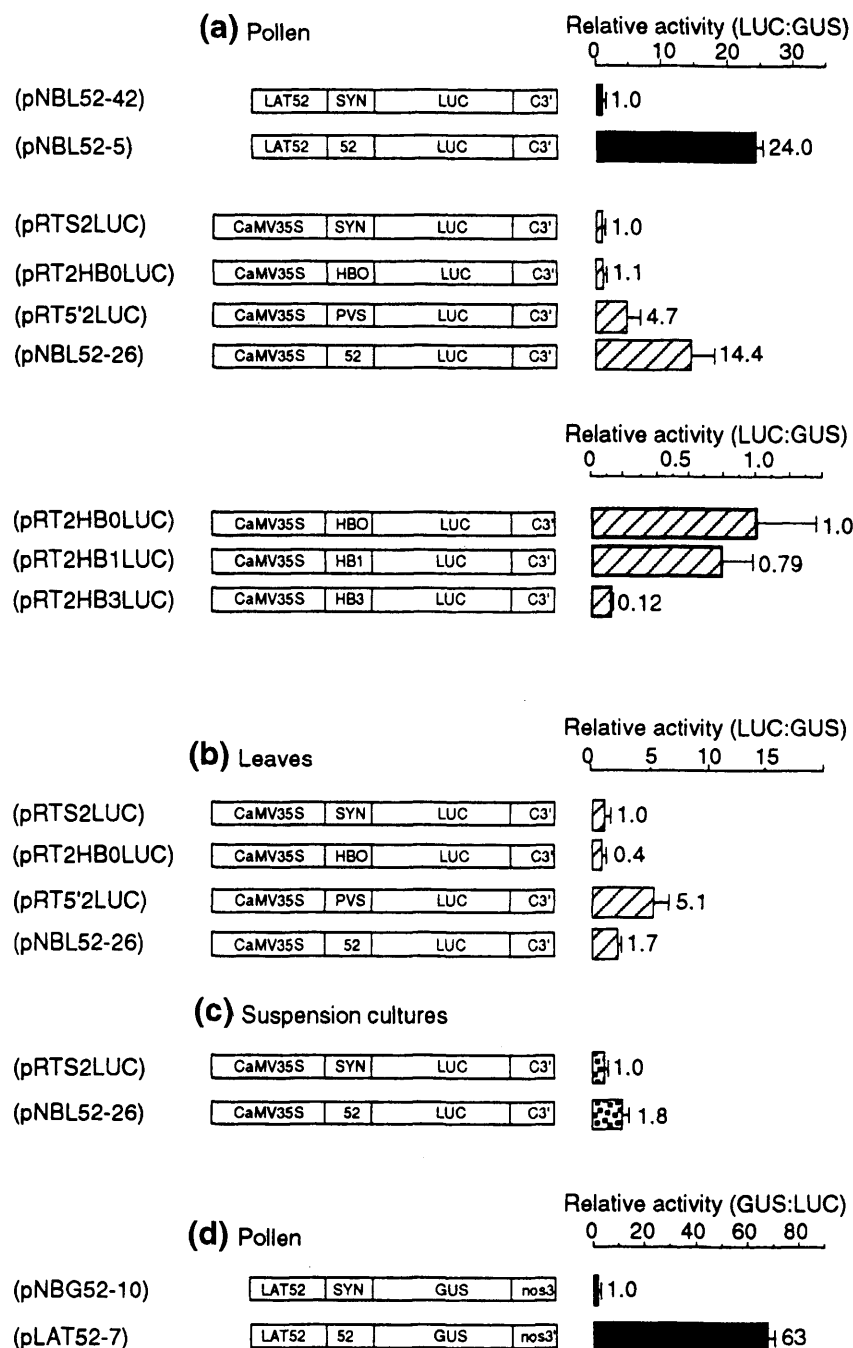 (a) Pollen
Relative activity (LUC:GUS)
0 10 20 30
(pNBL52-42) LAT52 SYN LUC C3' 1.0
(pNBL52-5) LAT52 52 LUC C3' 24.0
(pRTS2LUC) CaMV35S SYN LUC C3' 1.0
(pRT2HB0LUC) CaMV35S HBO LUC C3' 1.1
(pRT5'2LUC) CaMV35S PVS LUC C3' 4.7
(pNBL52-26) CaMV35S 52 LUC C3' 14.4
Relative activity (LUC:GUS)
0 0.5 1.0
(pRT2HB0LUC) CaMV35S HBO LUC C3' 1.0
(pRT2HB1LUC) CaMV35S HB1 LUC C3' 0.79
(pRT2HB3LUC) CaMV35S HB3 LUC C3' 0.12
Relative activity (LUC:GUS)
(b) Leaves
0 5 10 15
(pRTS2LUC) CaMV35S SYN LUC C3' 1.0
(pRT2HB0LUC) CaMV35S HBO LUC C3' 0.4
(pRT5'2LUC) CaMV35S PVS LUC C3' 5.1
(pNBL52-26) CaMV35S 52 LUC C3' 1.7
(c) Suspension cultures
(pRTS2LUC) CaMV35S SYN LUC C3' 1.0
(pNBL52-26) CaMV35S 52 LUC C3' 1.8
Relative activity (GUS:LUC)
(d) Pollen
0 20 40 60 80
(pNBG52-10) LAT52 SYN GUS nos3 1.0
(pLAT52-7) LAT52 52 GUS nos3' 63